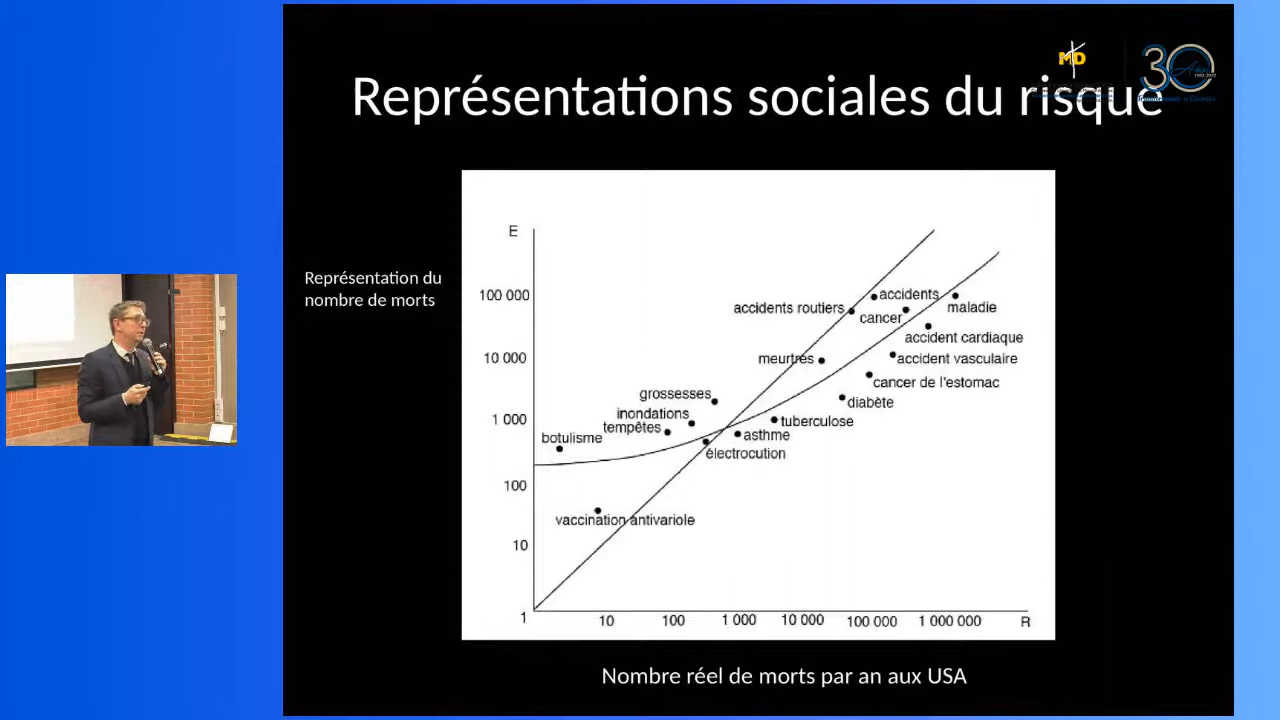 MD
30
Ans
Représentations sociales du risque
Représentation du
nombre de morts
E
100 000
10 000
1 000
100
10
1
accidents routiers
accidents
cancer
maladie
accident cardiaque
meurtres
accident vasculaire
cancer de l'estomac
grossesses
diabète
inondations
tempêtes
tuberculose
botulisme
asthme
électrocution
vaccination antivariole
10
100
1 000
10 000
100 000
1 000 000
R
Nombre réel de morts par an aux USA